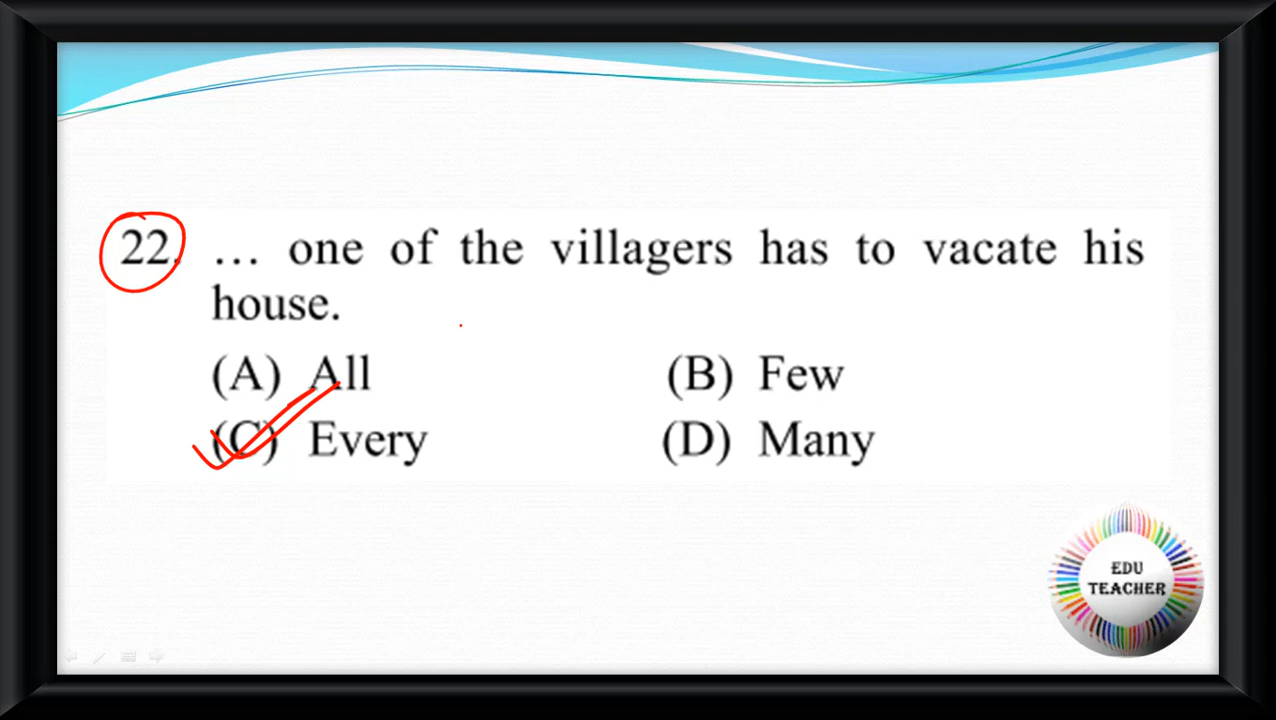 22. ... one of the villagers has to vacate his
house.
(A) All (B) Few
(C) Every (D) Many
EDU
TEACHER